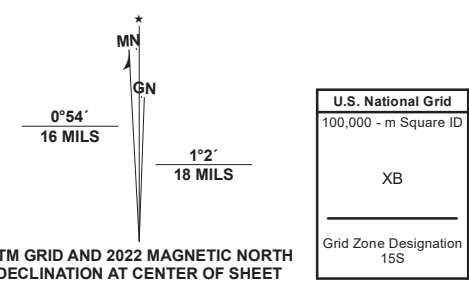 ★
MN
GN
0°54´
16 MILS
1°2´
18 MILS
TM GRID AND 2022 MAGNETIC NORTH
DECLINATION AT CENTER OF SHEET
U.S. National Grid
100,000 - m Square ID
XB
Grid Zone Designation
15S